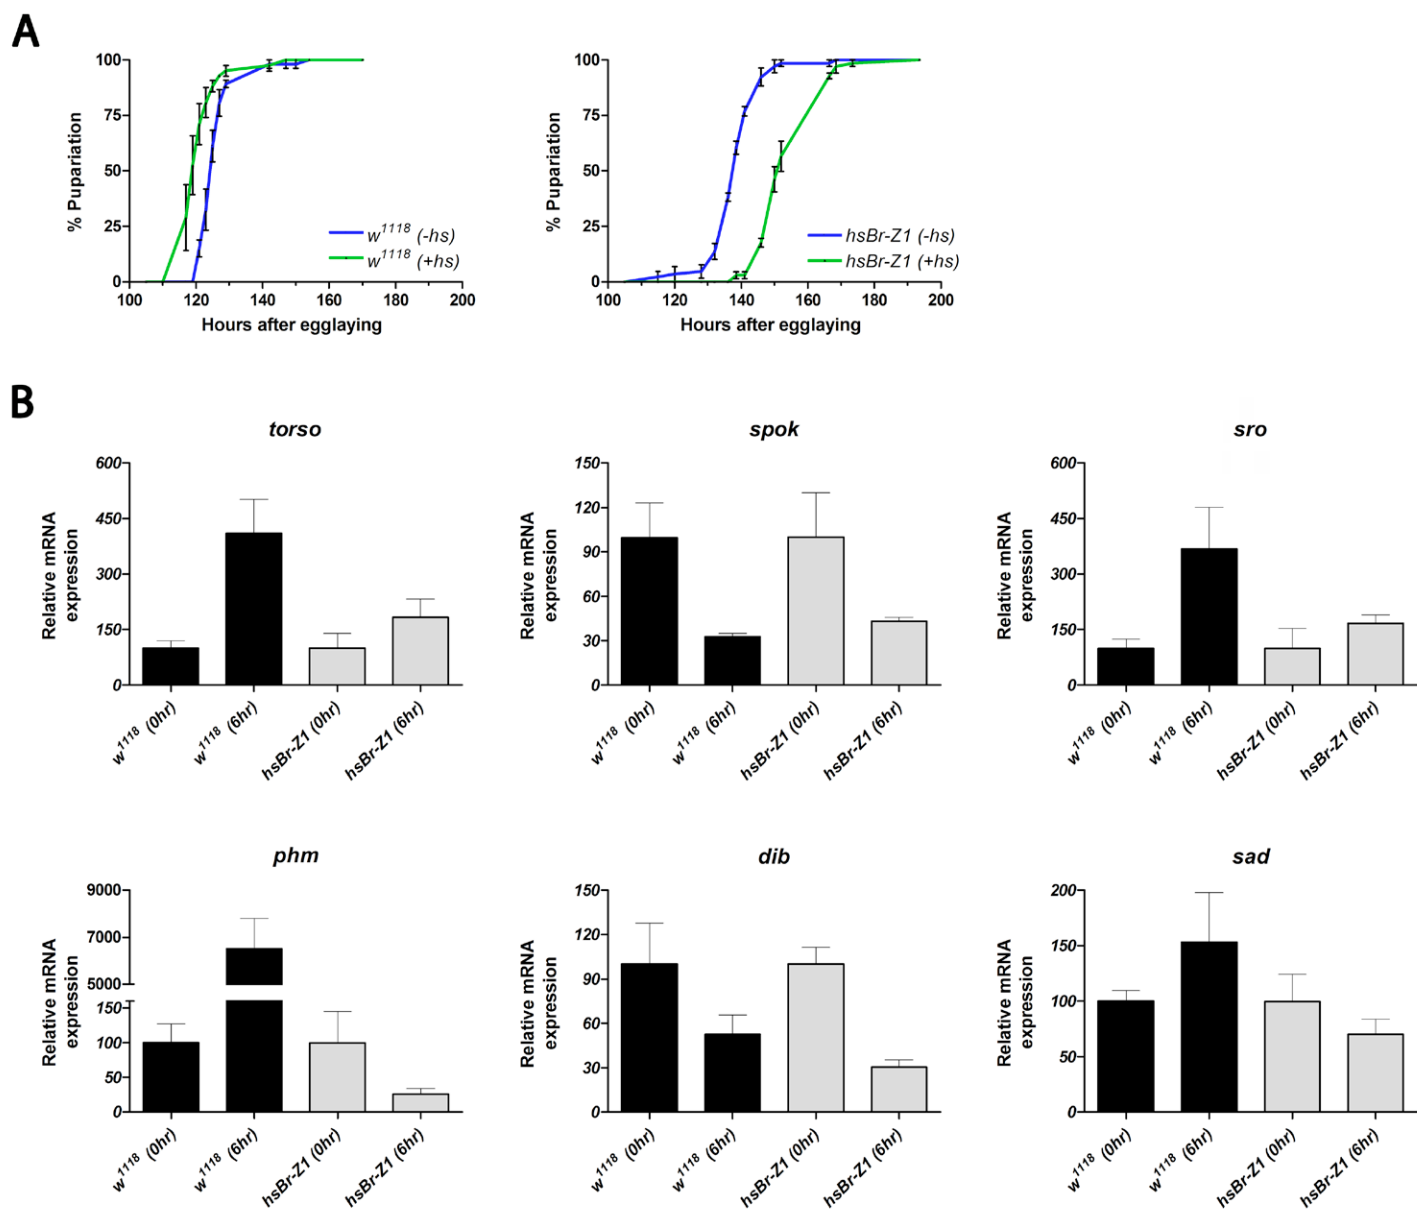 A
100
75
50
25
0
% Pupariation
w¹¹¹⁸ (-hs)
w¹¹¹⁸ (+hs)
100 120 140 160 180 200
Hours after egglaying
100
75
50
25
0
% Pupariation
hsBr-Z1 (-hs)
hsBr-Z1 (+hs)
100 120 140 160 180 200
Hours after egglaying
B
torso
600
450
300
150
0
Relative mRNA
expression
w¹¹¹⁸ (0hr)
w¹¹¹⁸ (6hr)
hsBr-Z1 (0hr)
hsBr-Z1 (6hr)
spok
150
120
90
60
30
0
Relative mRNA
expression
w¹¹¹⁸ (0hr)
w¹¹¹⁸ (6hr)
hsBr-Z1 (0hr)
hsBr-Z1 (6hr)
sro
600
450
300
150
0
Relative mRNA
expression
w¹¹¹⁸ (0hr)
w¹¹¹⁸ (6hr)
hsBr-Z1 (0hr)
hsBr-Z1 (6hr)
phm
9000
7000
5000
150
100
50
0
Relative mRNA
expression
w¹¹¹⁸ (0hr)
w¹¹¹⁸ (6hr)
hsBr-Z1 (0hr)
hsBr-Z1 (6hr)
dib
150
120
90
60
30
0
Relative mRNA
expression
w¹¹¹⁸ (0hr)
w¹¹¹⁸ (6hr)
hsBr-Z1 (0hr)
hsBr-Z1 (6hr)
sad
200
150
100
50
0
Relative mRNA
expression
w¹¹¹⁸ (0hr)
w¹¹¹⁸ (6hr)
hsBr-Z1 (0hr)
hsBr-Z1 (6hr)